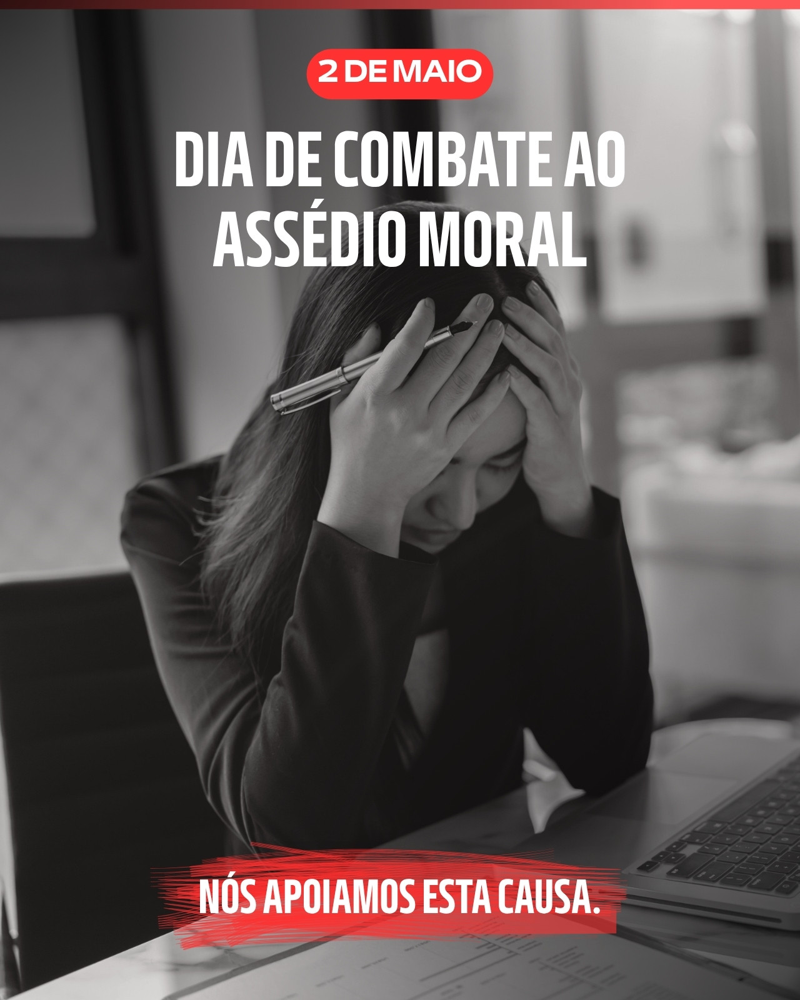 2 DE MAIO
DIA DE COMBATE AO
ASSÉDIO MORAL
NÓS APOIAMOS ESTA CAUSA.